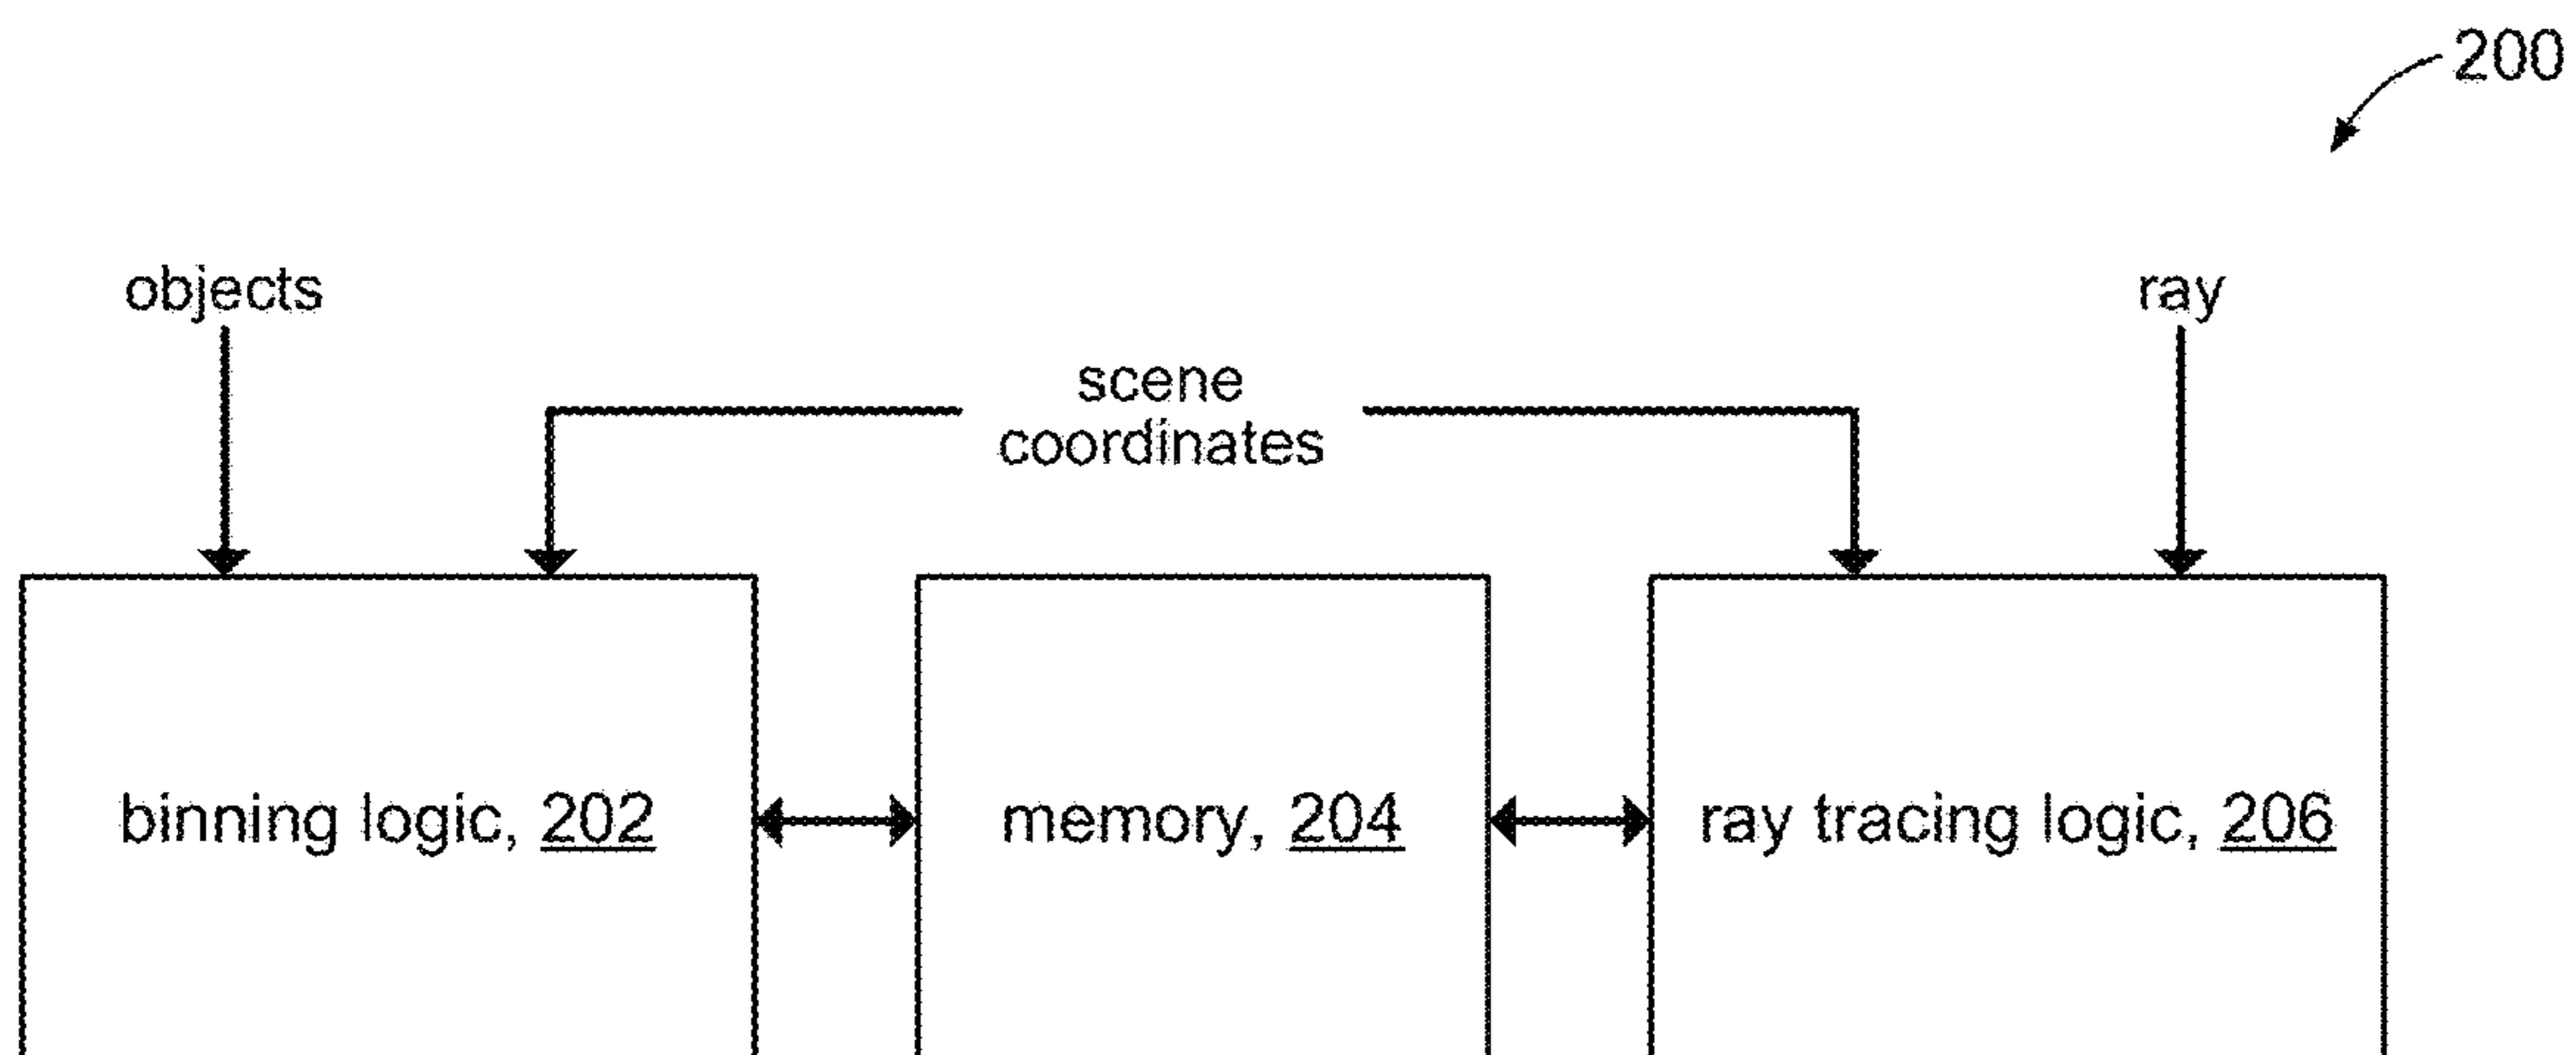 200
objects
ray
scene
coordinates
binning logic, 202
memory, 204
ray tracing logic, 206